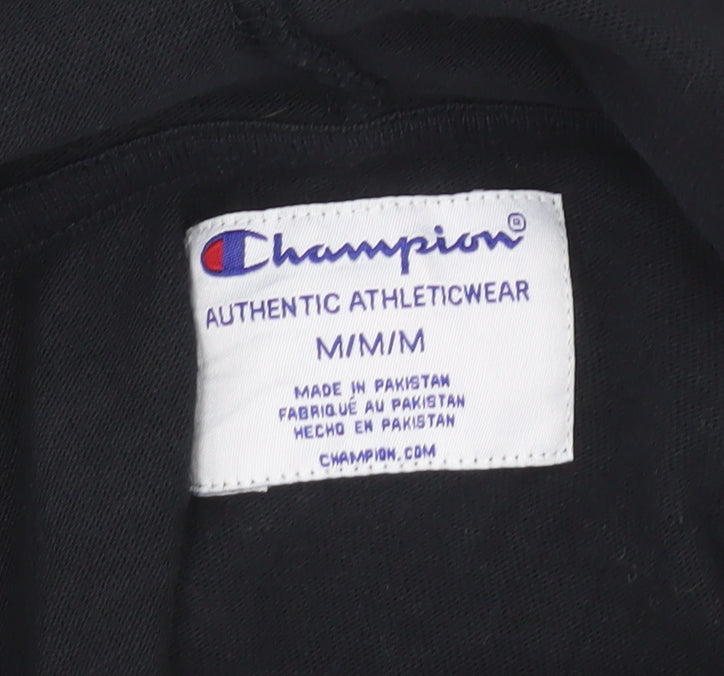 Champion®
AUTHENTIC ATHLETICWEAR
M/M/M
MADE IN PAKISTAN
FABRIQUÉ AU PAKISTAN
HECHO EN PAKISTAN
CHAMPION.COM